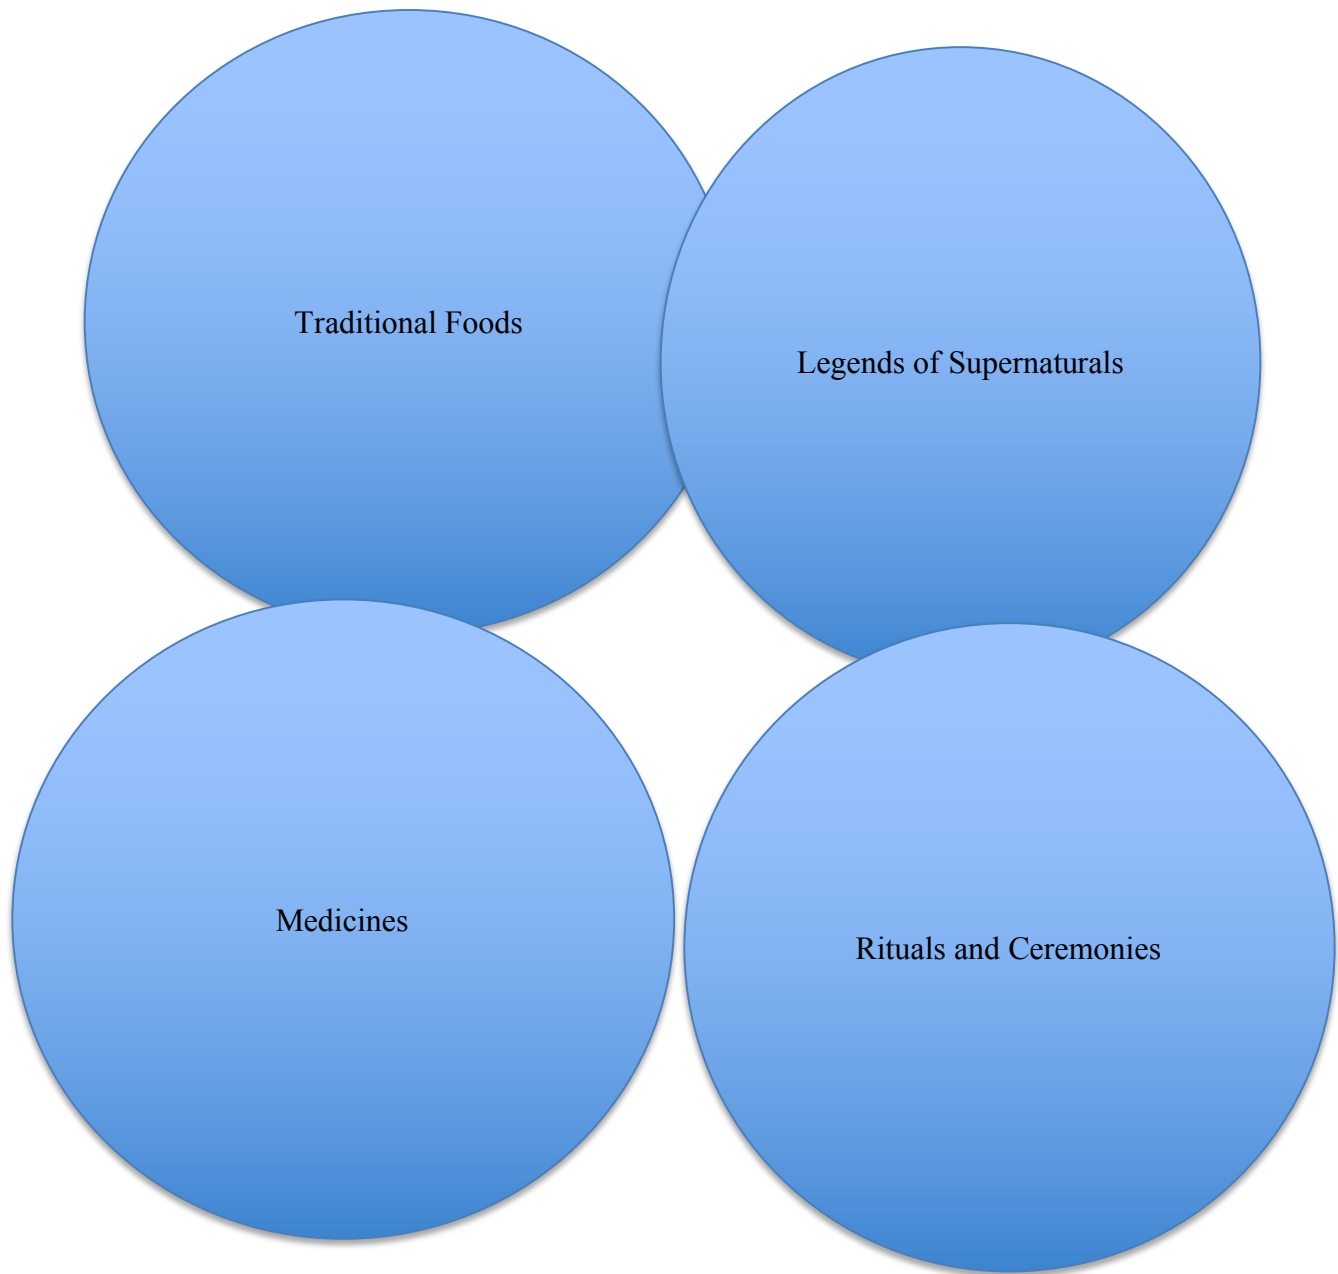 Traditional Foods
Legends of Supernaturals
Medicines
Rituals and Ceremonies